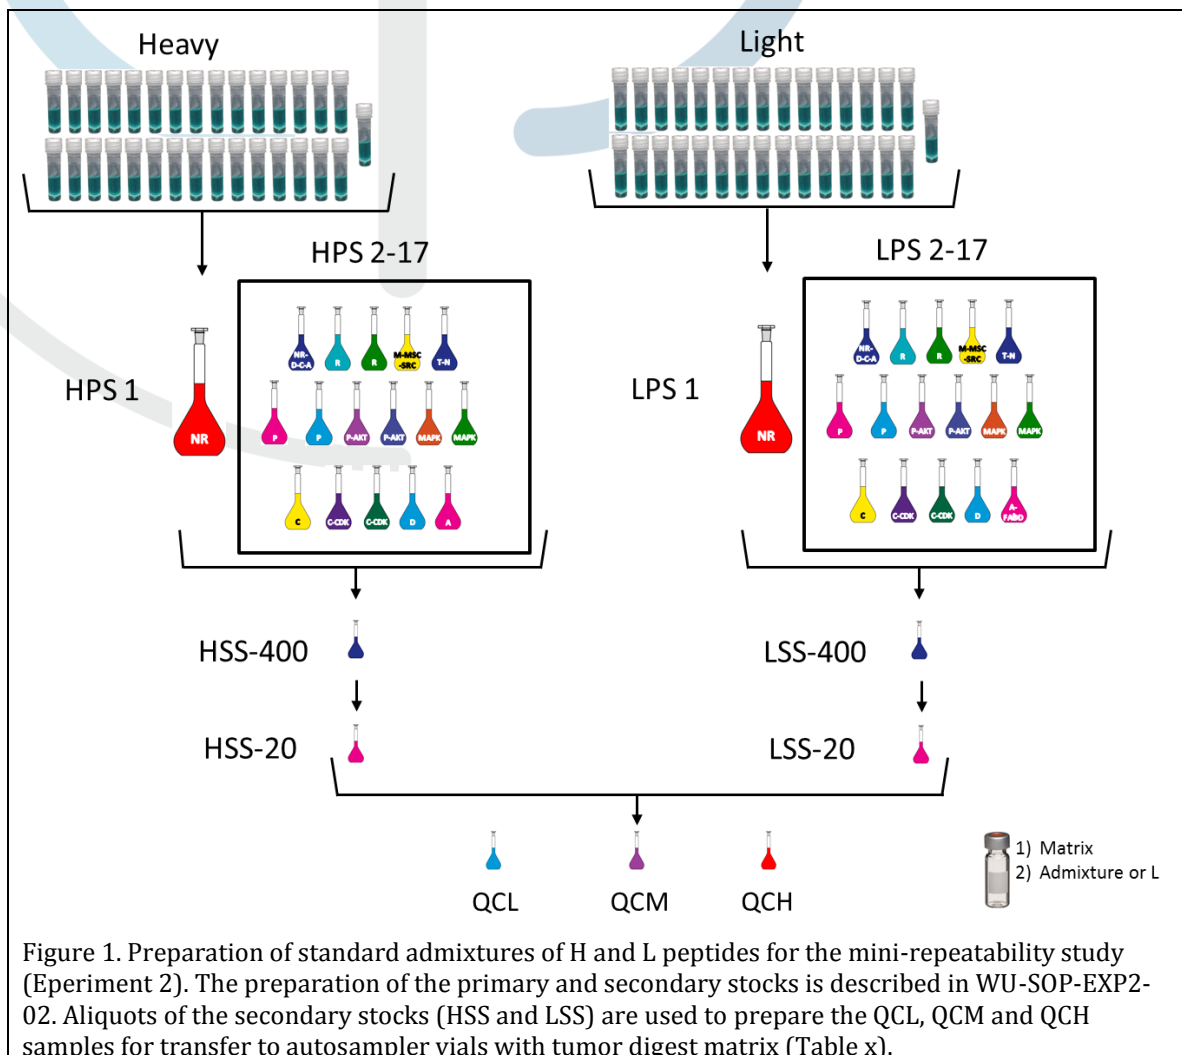 Heavy
Light
HPS 2-17
LPS 2-17
NR-
D-C-A
R
R
M-MSC
-SRC
T-N
NR-
D-C-A
R
R
M-MSC
-SRC
T-N
HPS 1
NR
P
P
P-AKT
P-AKT
MAPK
MAPK
LPS 1
NR
P
P
P-AKT
P-AKT
MAPK
MAPK
C
C-CDK
C-CDK
D
A
C
C-CDK
C-CDK
D
A-
FADD
HSS-400
LSS-400
HSS-20
LSS-20
QCL
QCM
QCH
1) Matrix
2) Admixture or L
Figure 1. Preparation of standard admixtures of H and L peptides for the mini-repeatability study
(Eperiment 2). The preparation of the primary and secondary stocks is described in WU-SOP-EXP2-
02. Aliquots of the secondary stocks (HSS and LSS) are used to prepare the QCL, QCM and QCH
samples for transfer to autosampler vials with tumor digest matrix (Table x).